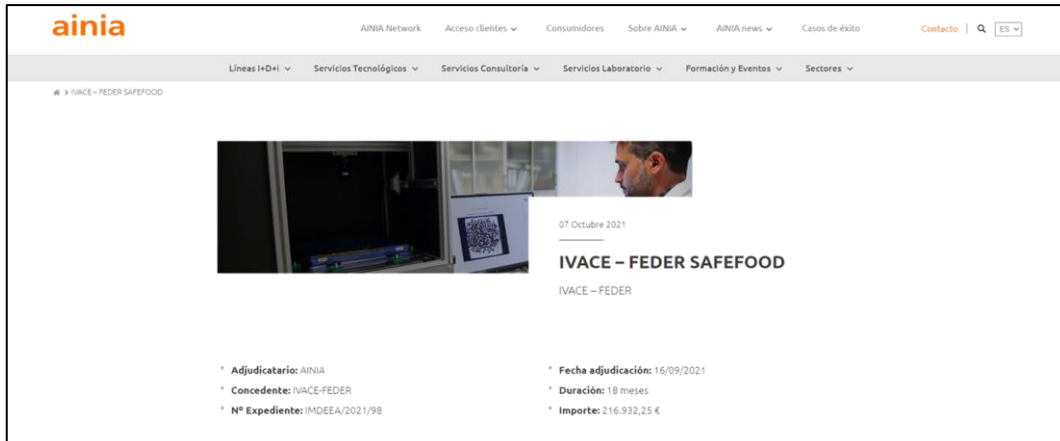 ainia
AINIA Network Acceso clientes Consumidores Sobre AINIA AINIA news Casos de éxito Contacto | ES
Líneas I+D+i Servicios Tecnológicos Servicios Consultoría Servicios Laboratorio Formación y Eventos Sectores
IVACE – FEDER SAFEFOOD
07 Octubre 2021
IVACE – FEDER SAFEFOOD
IVACE – FEDER
Adjudicatario: AINIA
Concedente: IVACE-FEDER
Nº Expediente: IMDEEA/2021/98
Fecha adjudicación: 16/09/2021
Duración: 18 meses
Importe: 216.932,25 €